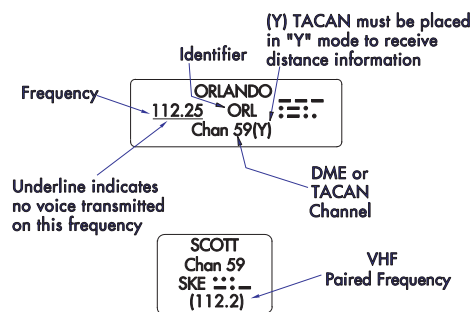 (Y) TACAN must be placed
in "Y" mode to receive
distance information
Identifier
Frequency
ORLANDO
112.25 ORL
Chan 59(Y)
Underline indicates
no voice transmitted
on this frequency
DME or
TACAN
Channel
SCOTT
Chan 59
SKE
(112.2)
VHF
Paired Frequency